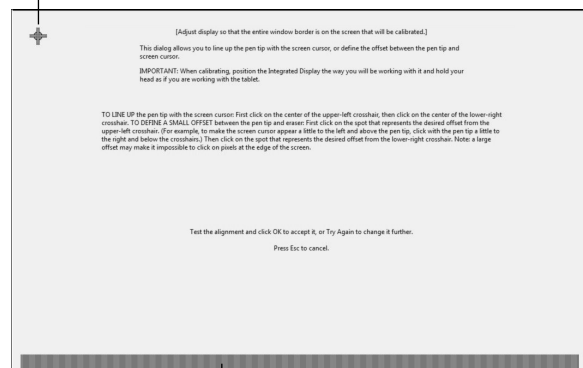 [Adjust display so that the entire window border is on the screen that will be calibrated.]
This dialog allows you to line up the pen tip with the screen cursor, or define the offset between the pen tip and
screen cursor.
IMPORTANT: When calibrating, position the Integrated Display the way you will be working with it and hold your
head as if you are working with the tablet.
TO LINE UP the pen tip with the screen cursor: First click on the center of the upper-left crosshair, then click on the center of the lower-right
crosshair. TO DEFINE A SMALL OFFSET between the pen tip and eraser: First click on the spot that represents the desired offset from the
upper-left crosshair. (For example, to make the screen cursor appear a little to the left and above the pen tip, click with the pen tip a little to
the right and below the crosshairs.) Then click on the spot that represents the desired offset from the lower-right crosshair. Note: a large
offset may make it impossible to click on pixels at the edge of the screen.
Test the alignment and click OK to accept it, or Try Again to change it further.
Press Esc to cancel.